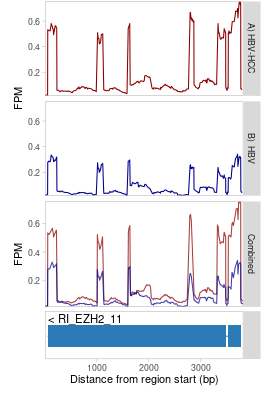 0.6
0.4
0.2
FPM
A) HBV-HCC
0.6
0.4
0.2
B) HBV
0.6
0.4
0.2
FPM
Combined
< RI_EZH2_11
1000 2000 3000
Distance from region start (bp)